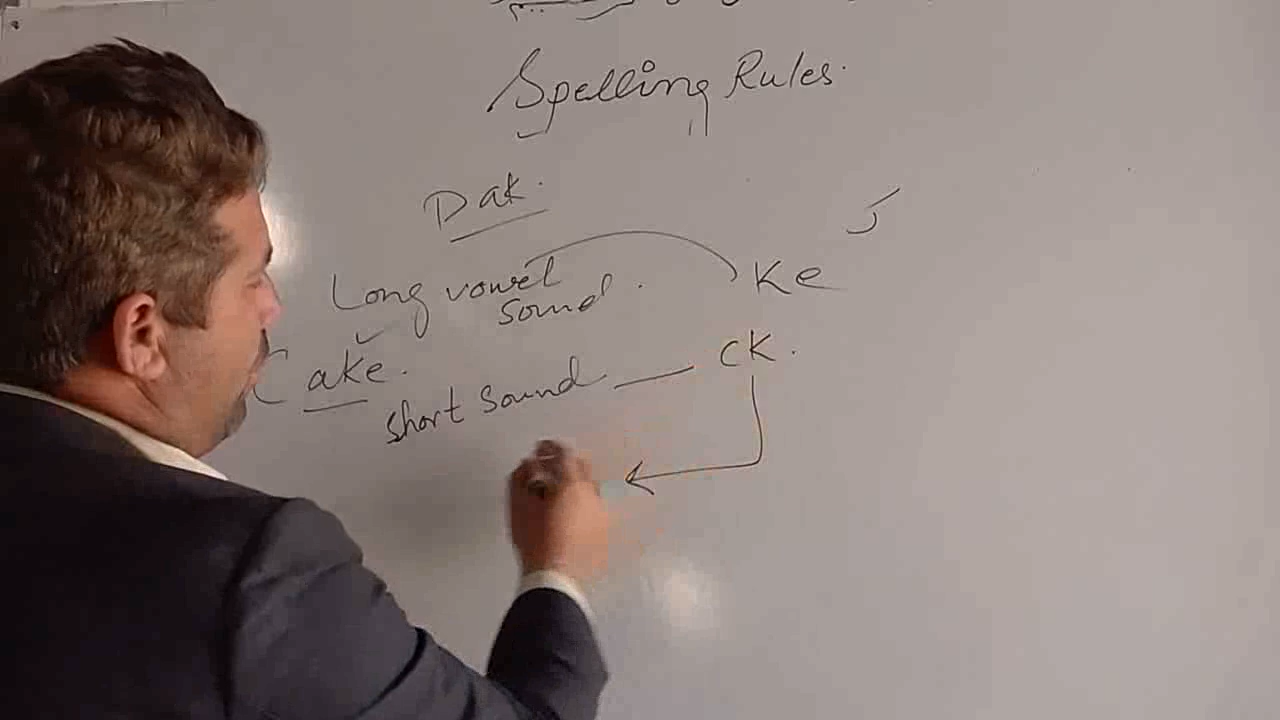 Spelling Rules.
Dak.
Long vowel
sound.
Ke
Cake.
short sound — ck.